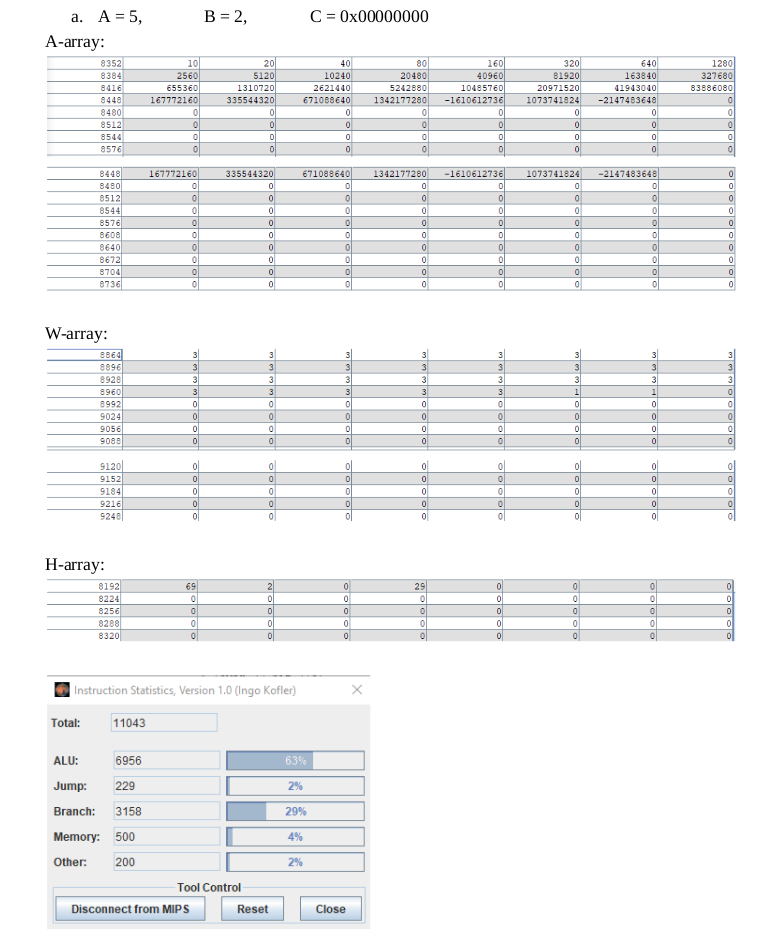 a. A = 5, B = 2, C = 0x00000000
A-array:
8352 10 20 40 80 160 320 640 1280
8384 2560 5120 10240 20480 40960 81920 163840 327680
8416 655360 1310720 2621440 5242880 10485760 20971520 41943040 83886080
8448 167772160 335544320 671088640 1342177280 -1610612736 1073741824 -2147483648 0
8480 0 0 0 0 0 0 0 0
8512 0 0 0 0 0 0 0 0
8544 0 0 0 0 0 0 0 0
8576 0 0 0 0 0 0 0 0
8448 167772160 335544320 671088640 1342177280 -1610612736 1073741824 -2147483648 0
8480 0 0 0 0 0 0 0 0
8512 0 0 0 0 0 0 0 0
8544 0 0 0 0 0 0 0 0
8576 0 0 0 0 0 0 0 0
8608 0 0 0 0 0 0 0 0
8640 0 0 0 0 0 0 0 0
8672 0 0 0 0 0 0 0 0
8704 0 0 0 0 0 0 0 0
8736 0 0 0 0 0 0 0 0
W-array:
8864 3 3 3 3 3 3 3 3
8896 3 3 3 3 3 3 3 3
8928 3 3 3 3 3 3 3 3
8960 3 3 3 3 3 1 1 0
8992 0 0 0 0 0 0 0 0
9024 0 0 0 0 0 0 0 0
9056 0 0 0 0 0 0 0 0
9088 0 0 0 0 0 0 0 0
9120 0 0 0 0 0 0 0 0
9152 0 0 0 0 0 0 0 0
9184 0 0 0 0 0 0 0 0
9216 0 0 0 0 0 0 0 0
9248 0 0 0 0 0 0 0 0
H-array:
8192 69 2 0 29 0 0 0 0
8224 0 0 0 0 0 0 0 0
8256 0 0 0 0 0 0 0 0
8288 0 0 0 0 0 0 0 0
8320 0 0 0 0 0 0 0 0
Instruction Statistics, Version 1.0 (Ingo Kofler)
Total: 11043
ALU: 6956 63%
Jump: 229 2%
Branch: 3158 29%
Memory: 500 4%
Other: 200 2%
Tool Control
Disconnect from MIPS Reset Close